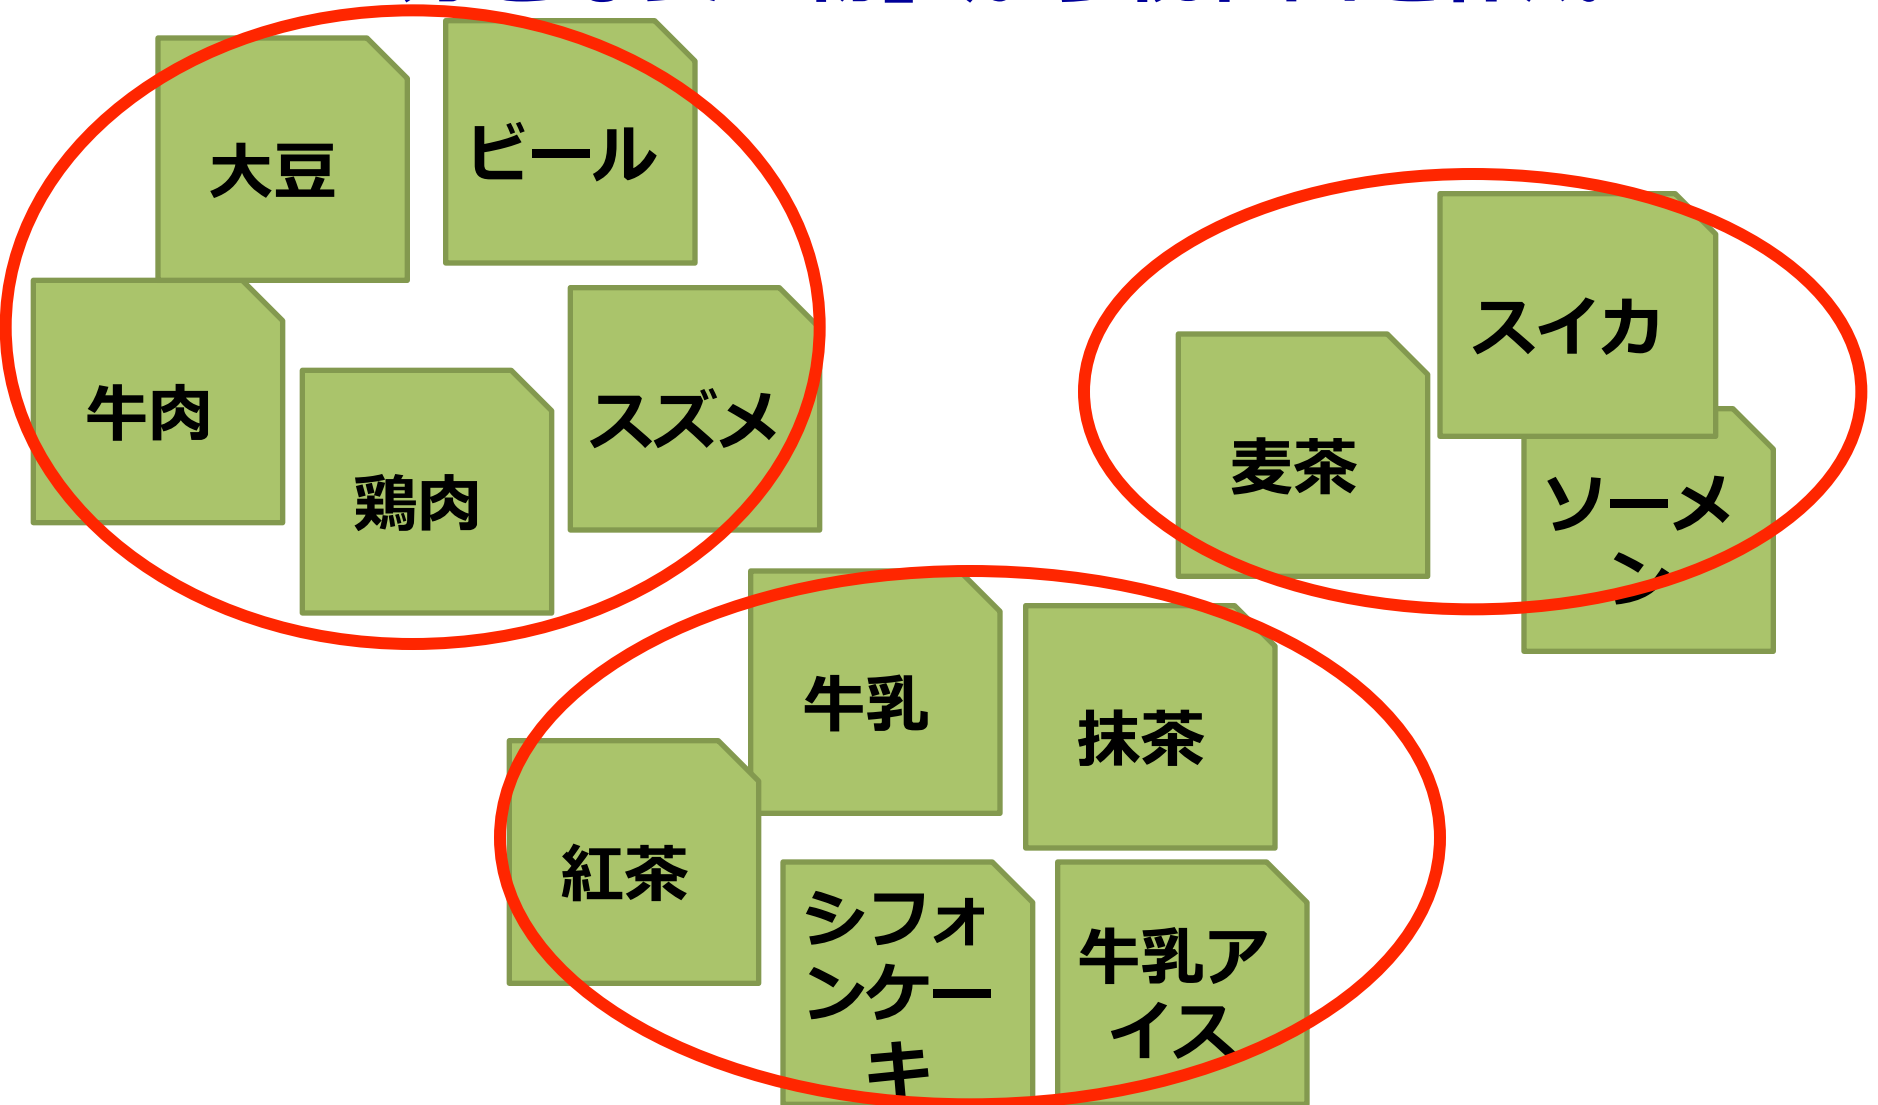 大豆
ビール
牛肉
鶏肉
スズメ
スイカ
麦茶
ソーメ
ン
牛乳
抹茶
紅茶
シフォ
ンケー
キ
牛乳ア
イス